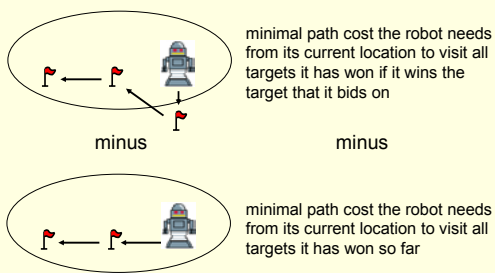 minimal path cost the robot needs
from its current location to visit all
targets it has won if it wins the
target that it bids on
minus minus
minimal path cost the robot needs
from its current location to visit all
targets it has won so far